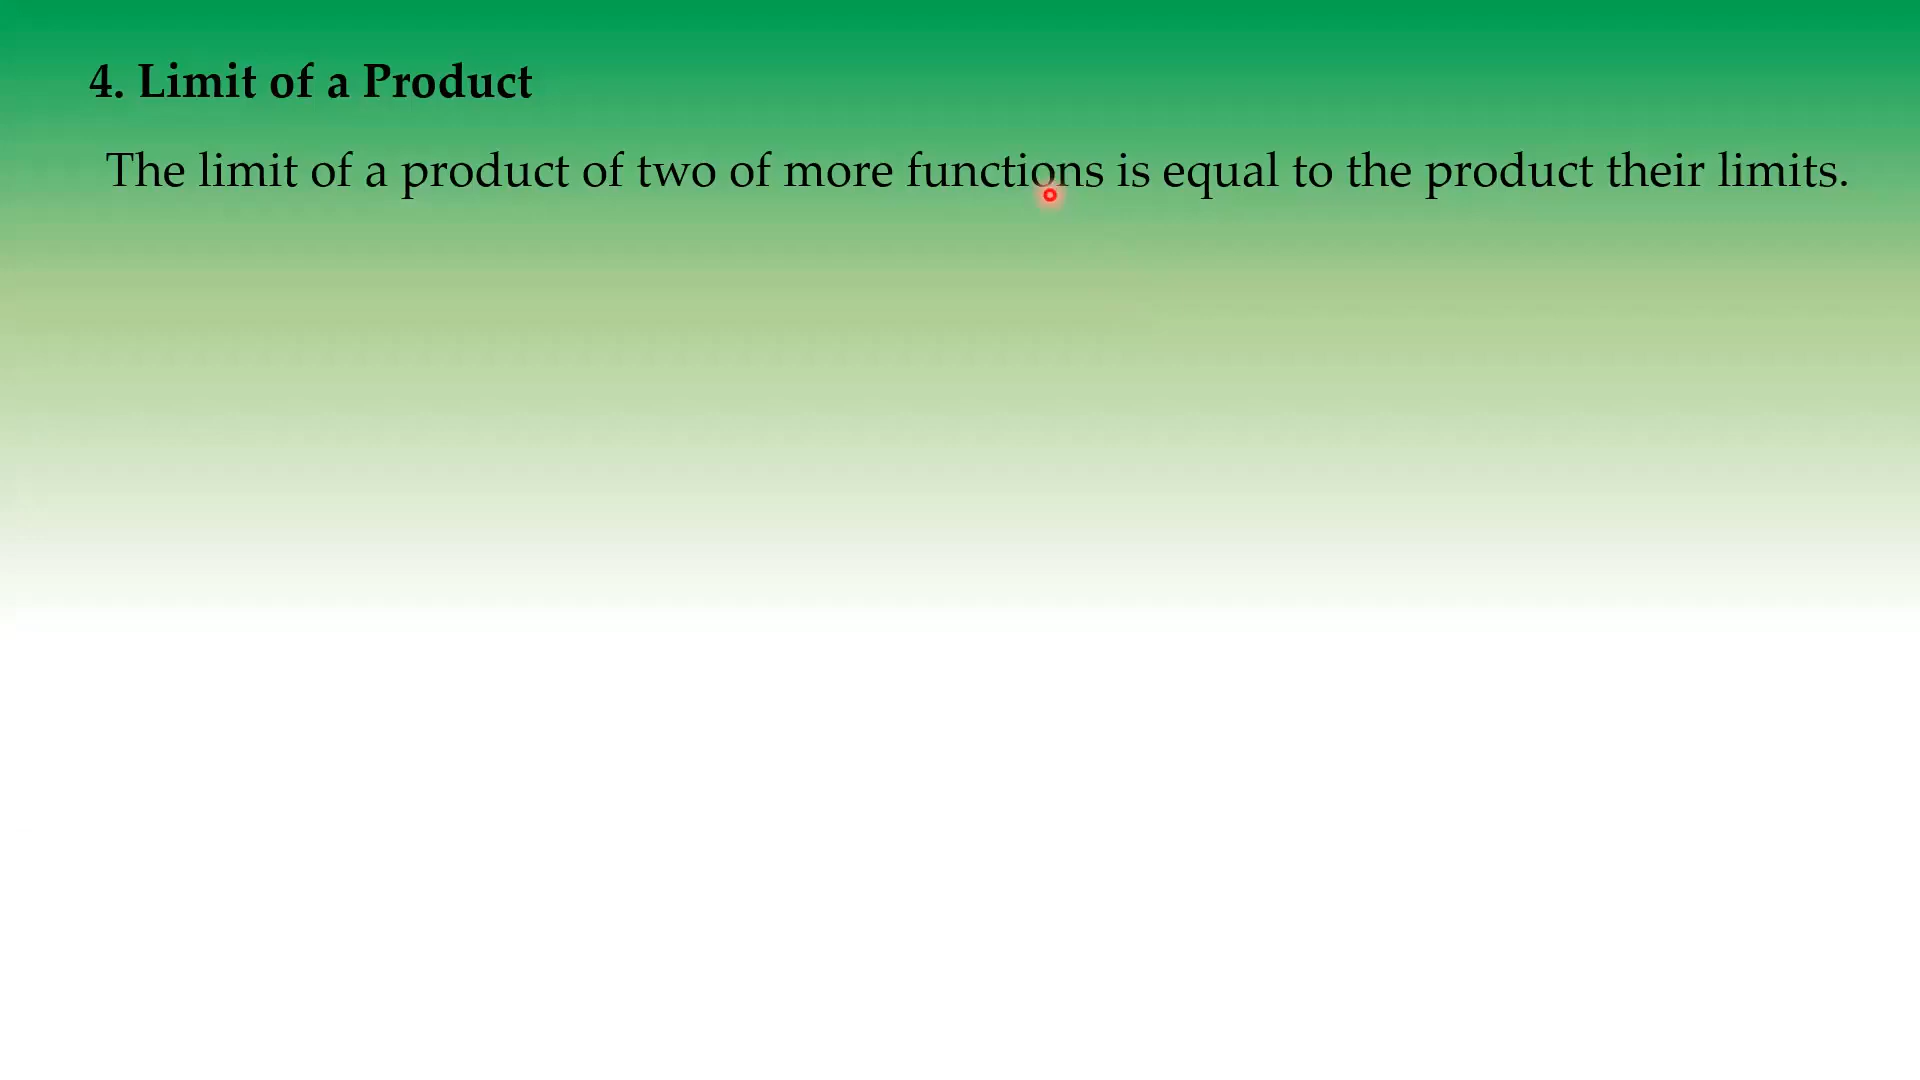 4. Limit of a Product
The limit of a product of two of more functions is equal to the product their limits.